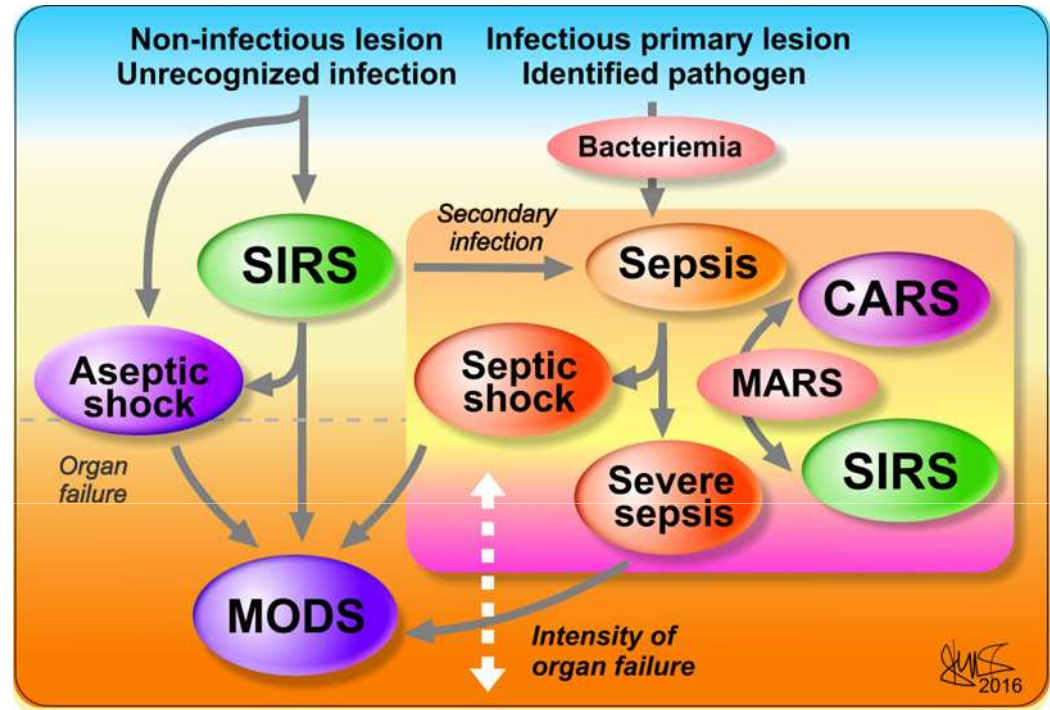 Non-infectious lesion
Unrecognized infection
Infectious primary lesion
Identified pathogen
Bacteriemia
Secondary
infection
SIRS
Sepsis
CARS
Aseptic
shock
Septic
shock
MARS
Organ
failure
Severe
sepsis
SIRS
MODS
Intensity of
organ failure
2016